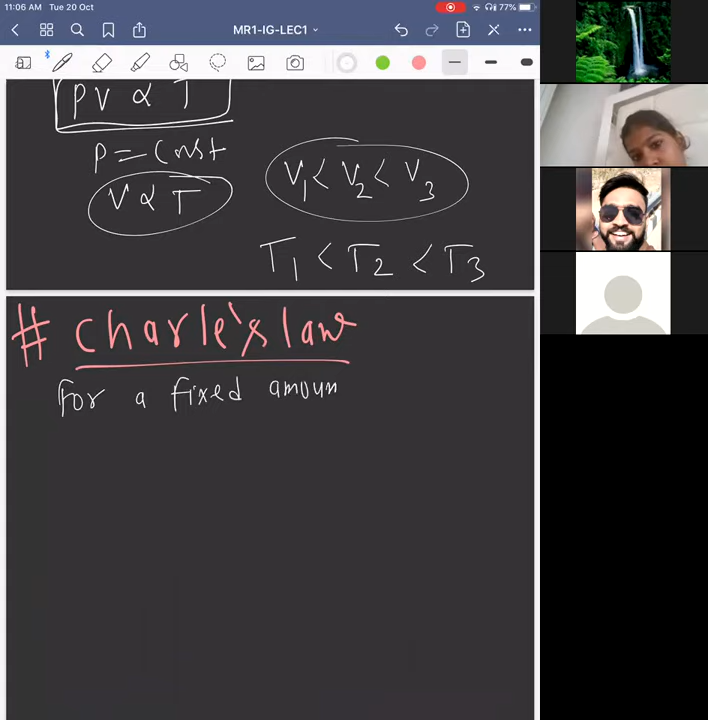 11:06 AM Tue 20 Oct
77%
MR1-IG-LEC1
PV ∝ T
P = Const
V ∝ T
V1 < V2 < V3
T1 < T2 < T3
# charle's law
For a fixed amoun